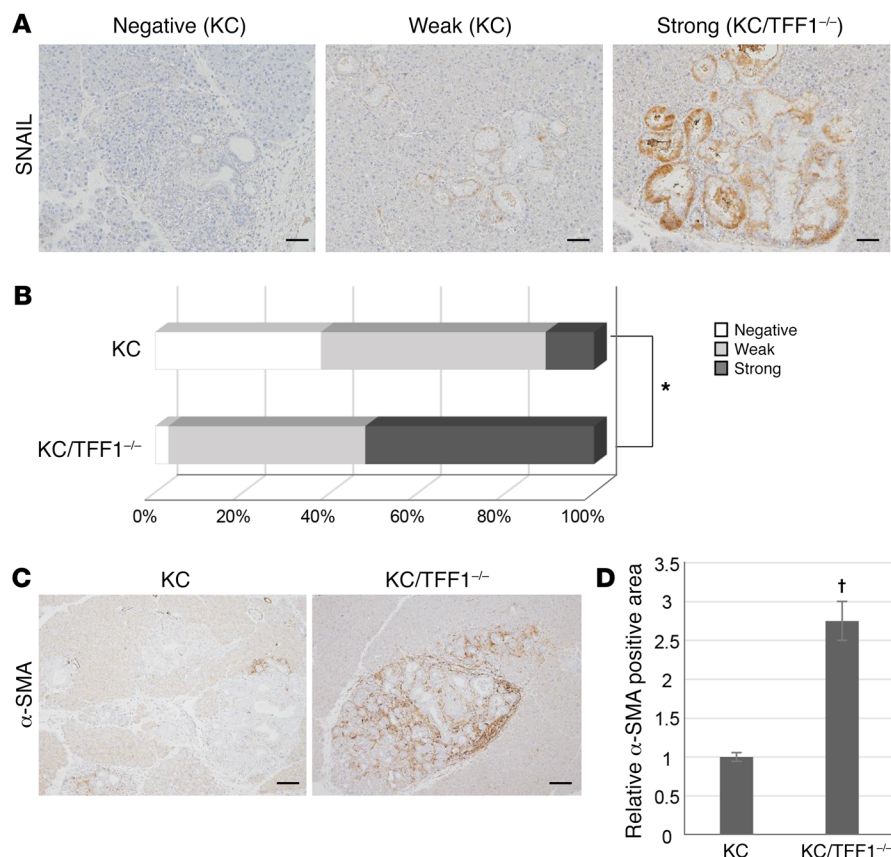 A
Negative (KC)
Weak (KC)
Strong (KC/TFF1⁻/⁻)
SNAIL
B
KC
KC/TFF1⁻/⁻
*
Negative
Weak
Strong
0%
20%
40%
60%
80%
100%
C
KC
KC/TFF1⁻/⁻
α-SMA
D
Relative α-SMA positive area
3.5
3
2.5
2
1.5
1
0.5
0
†
KC
KC/TFF1⁻/⁻